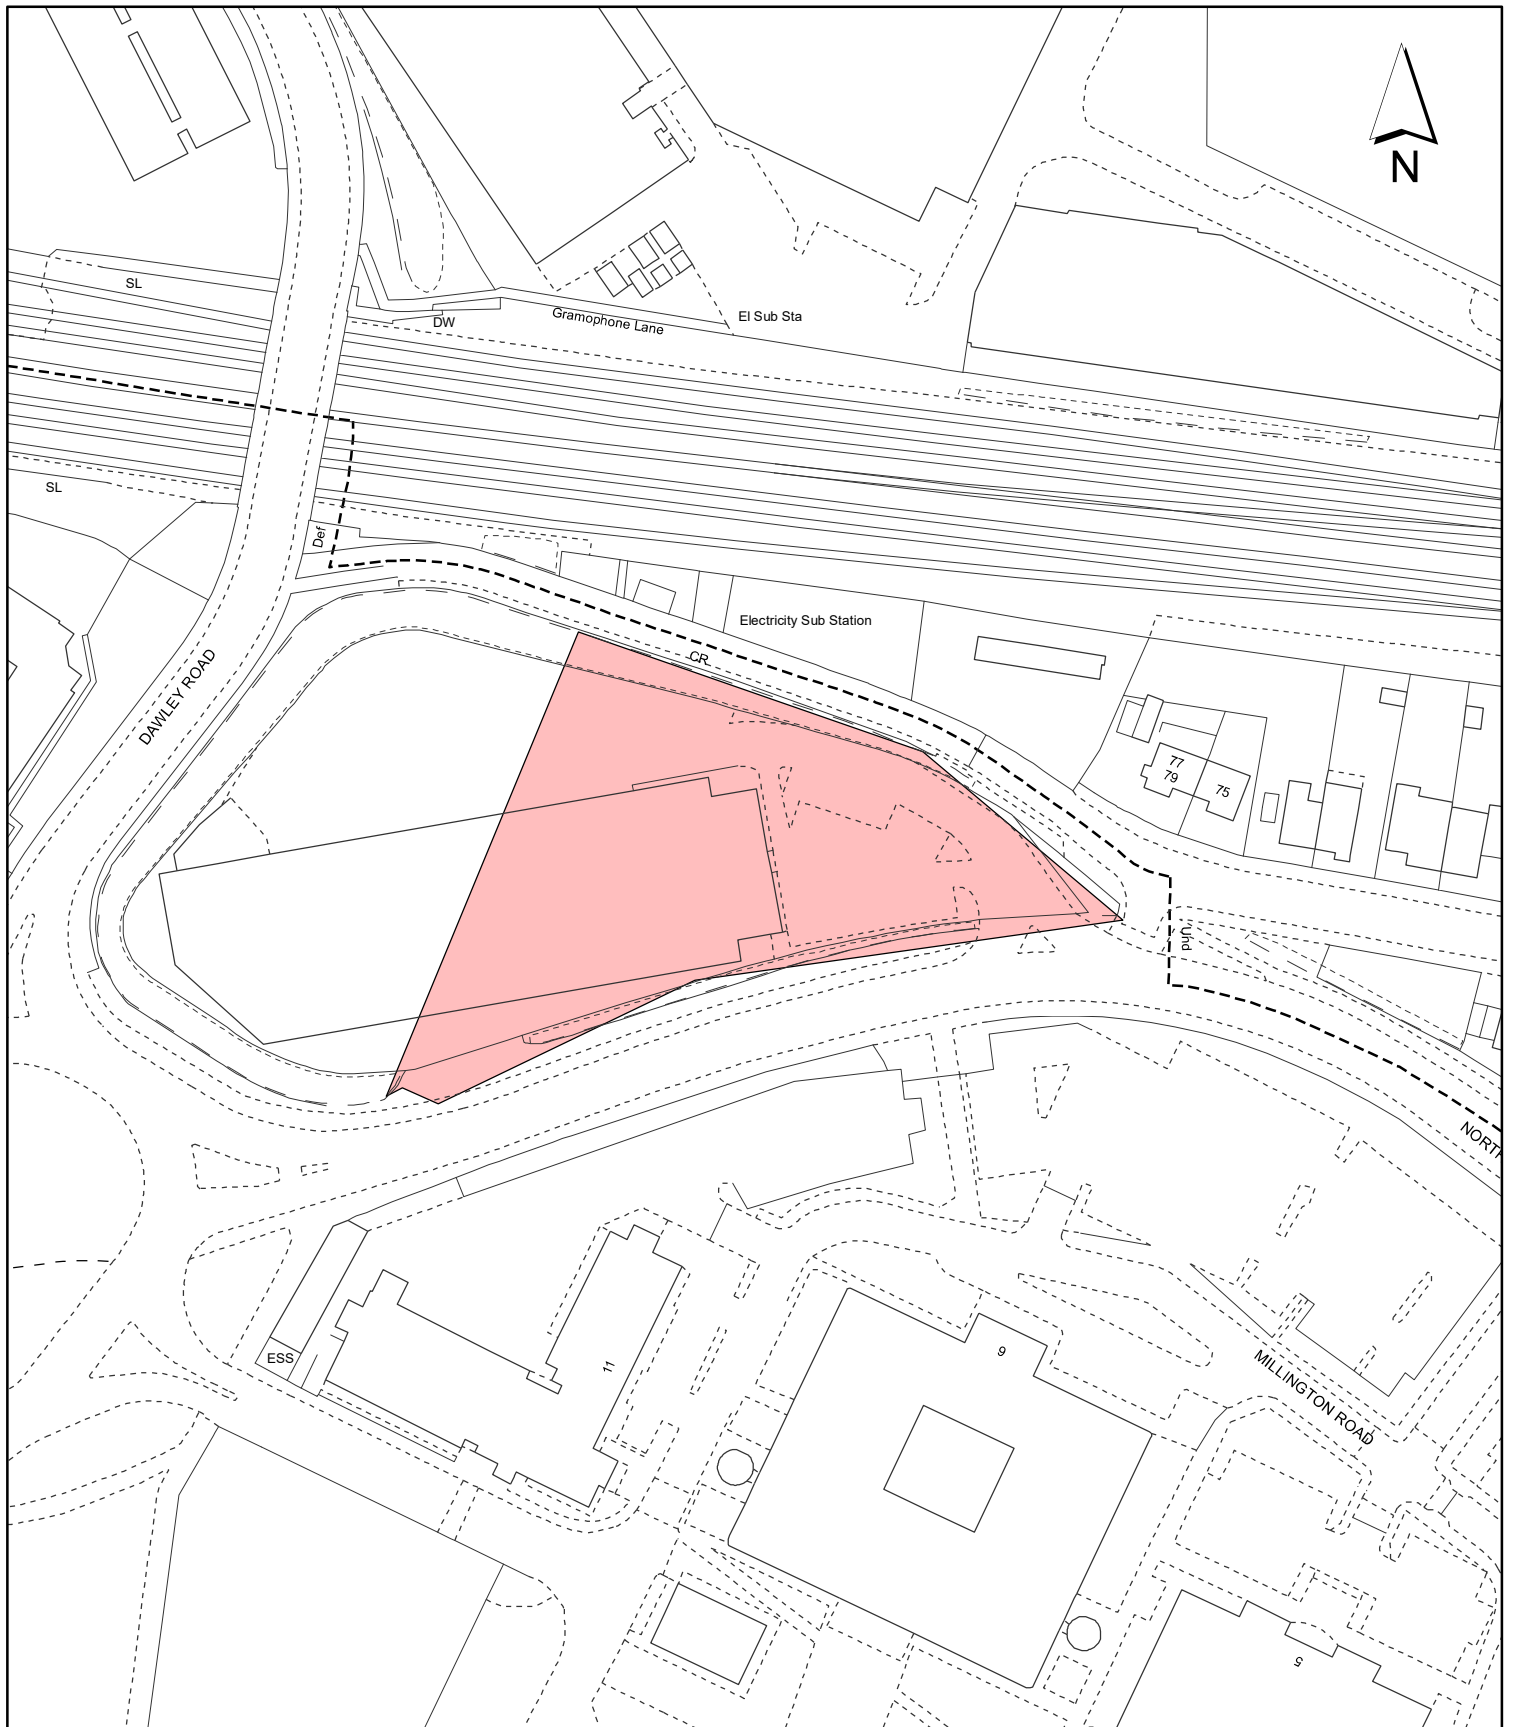 N
SL
DW
Gramophone Lane
El Sub Sta
SL
Def
Electricity Sub Station
CR
DAWLEY ROAD
77
79
75
Und
NORTH
ESS
11
9
MILLINGTON ROAD
5